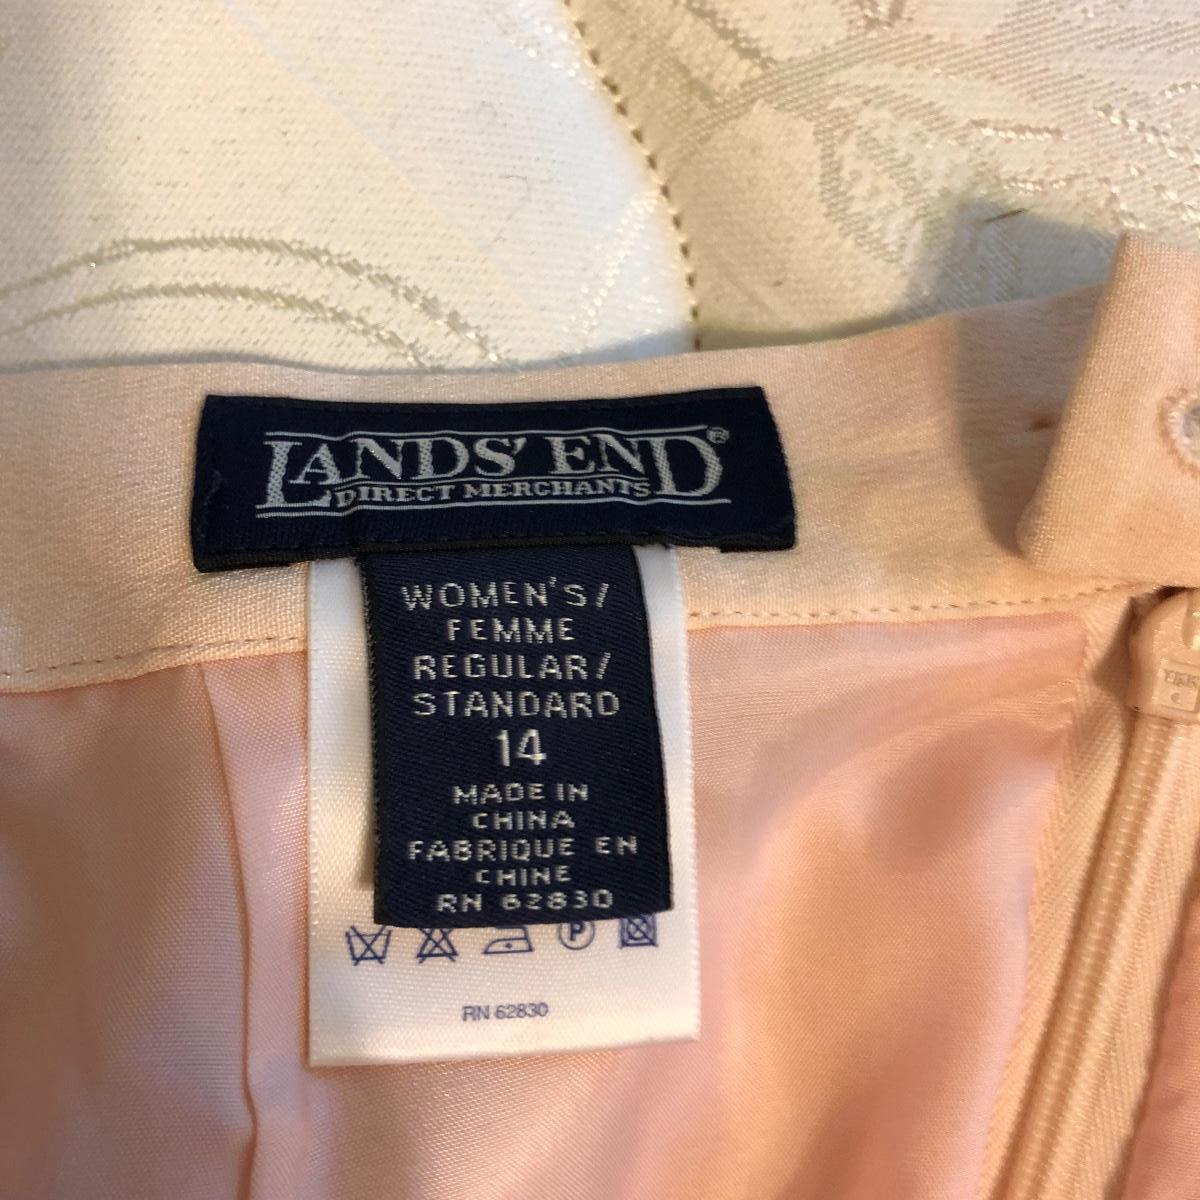 LANDS' END®
DIRECT MERCHANTS
WOMEN'S/
FEMME
REGULAR/
STANDARD
14
MADE IN
CHINA
FABRIQUE EN
CHINE
RN 62830
P
RN 62830